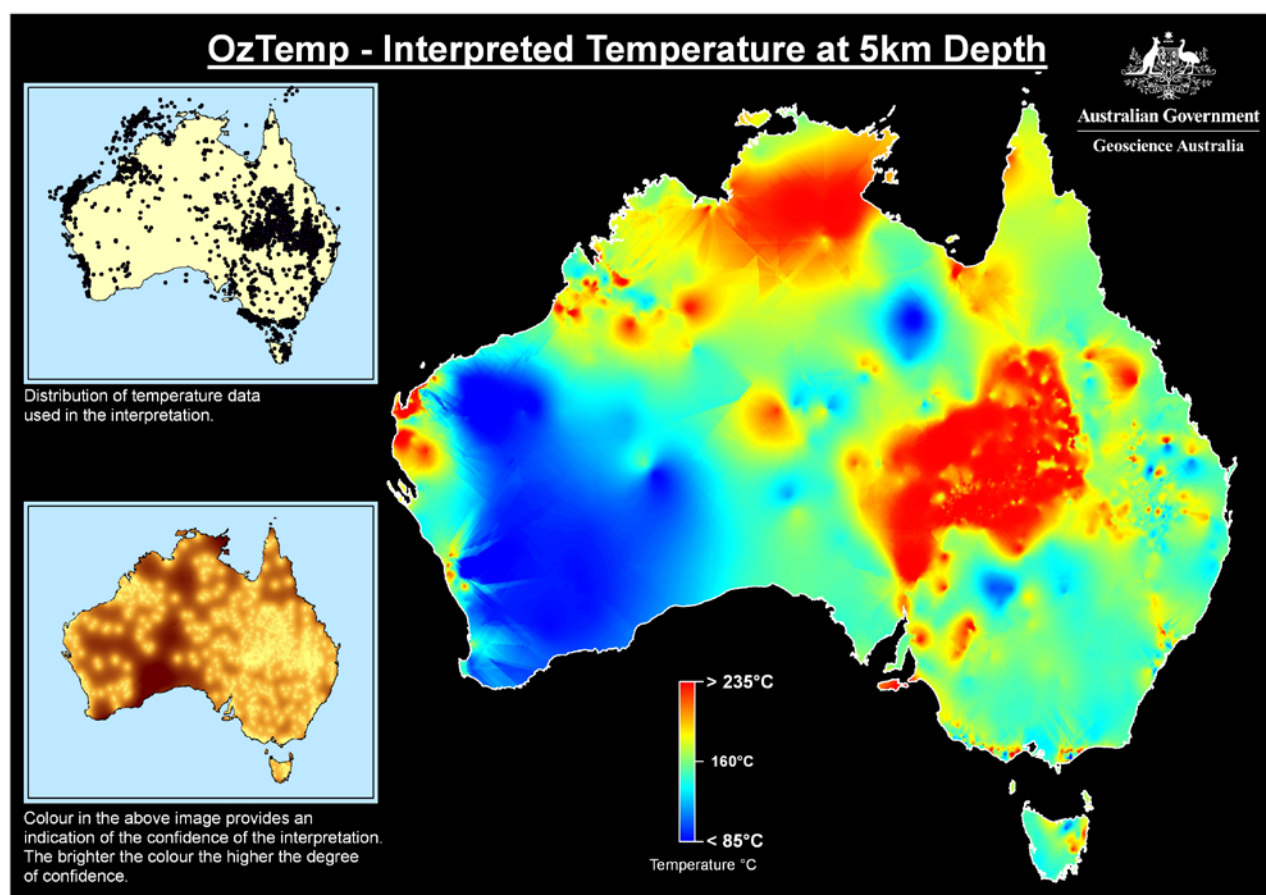 OzTemp - Interpreted Temperature at 5km Depth
Australian Government
Geoscience Australia
Distribution of temperature data
used in the interpretation.
Colour in the above image provides an
indication of the confidence of the interpretation.
The brighter the colour the higher the degree
of confidence.
> 235°C
160°C
< 85°C
Temperature °C